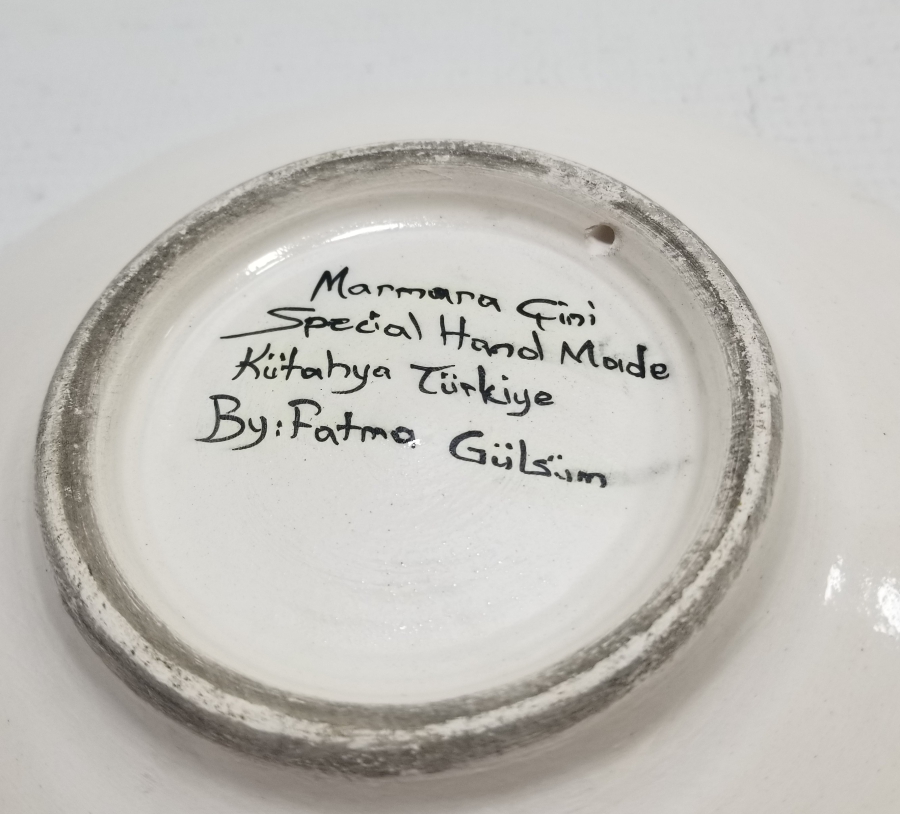 Marmara Çini
Special Hand Made
Kütahya Türkiye
By: Fatma Gülsüm